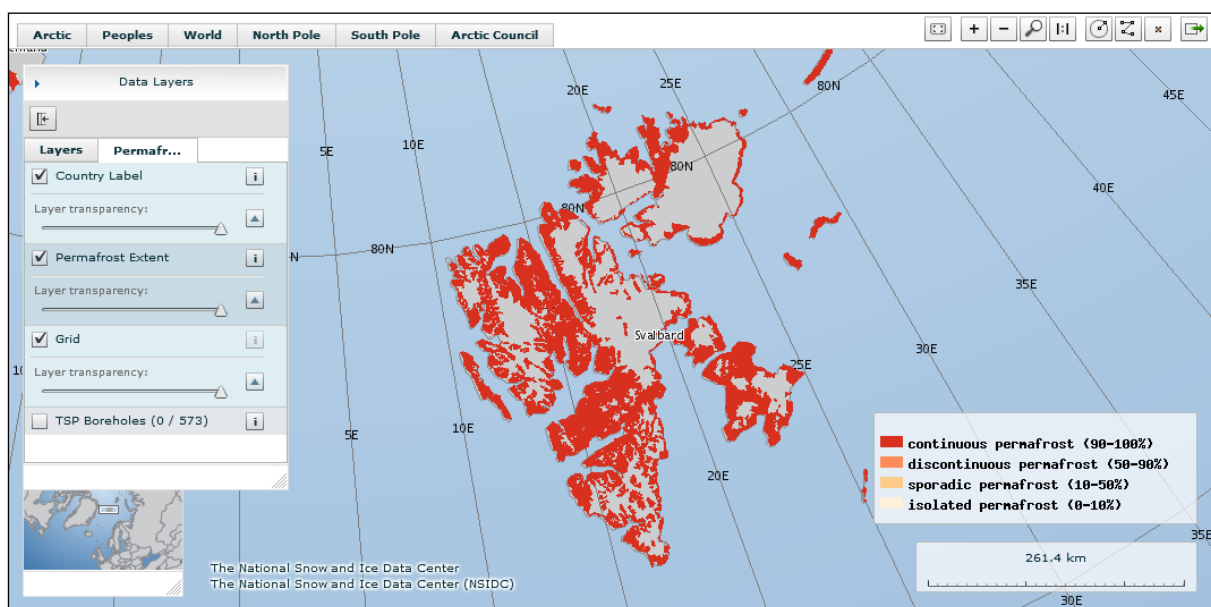 Arctic
Peoples
World
North Pole
South Pole
Arctic Council
Data Layers
Layers
Permafr...
Country Label
Layer transparency:
Permafrost Extent
Layer transparency:
Grid
Layer transparency:
TSP Boreholes (0 / 573)
20E
25E
80N
45E
5E
10E
80N
40E
80N
80N
N
35E
Svalbard
30E
25E
10
5E
10E
20E
continuous permafrost (90-100%)
discontinuous permafrost (50-90%)
sporadic permafrost (10-50%)
isolated permafrost (0-10%)
35E
261.4 km
30E
The National Snow and Ice Data Center
The National Snow and Ice Data Center (NSIDC)